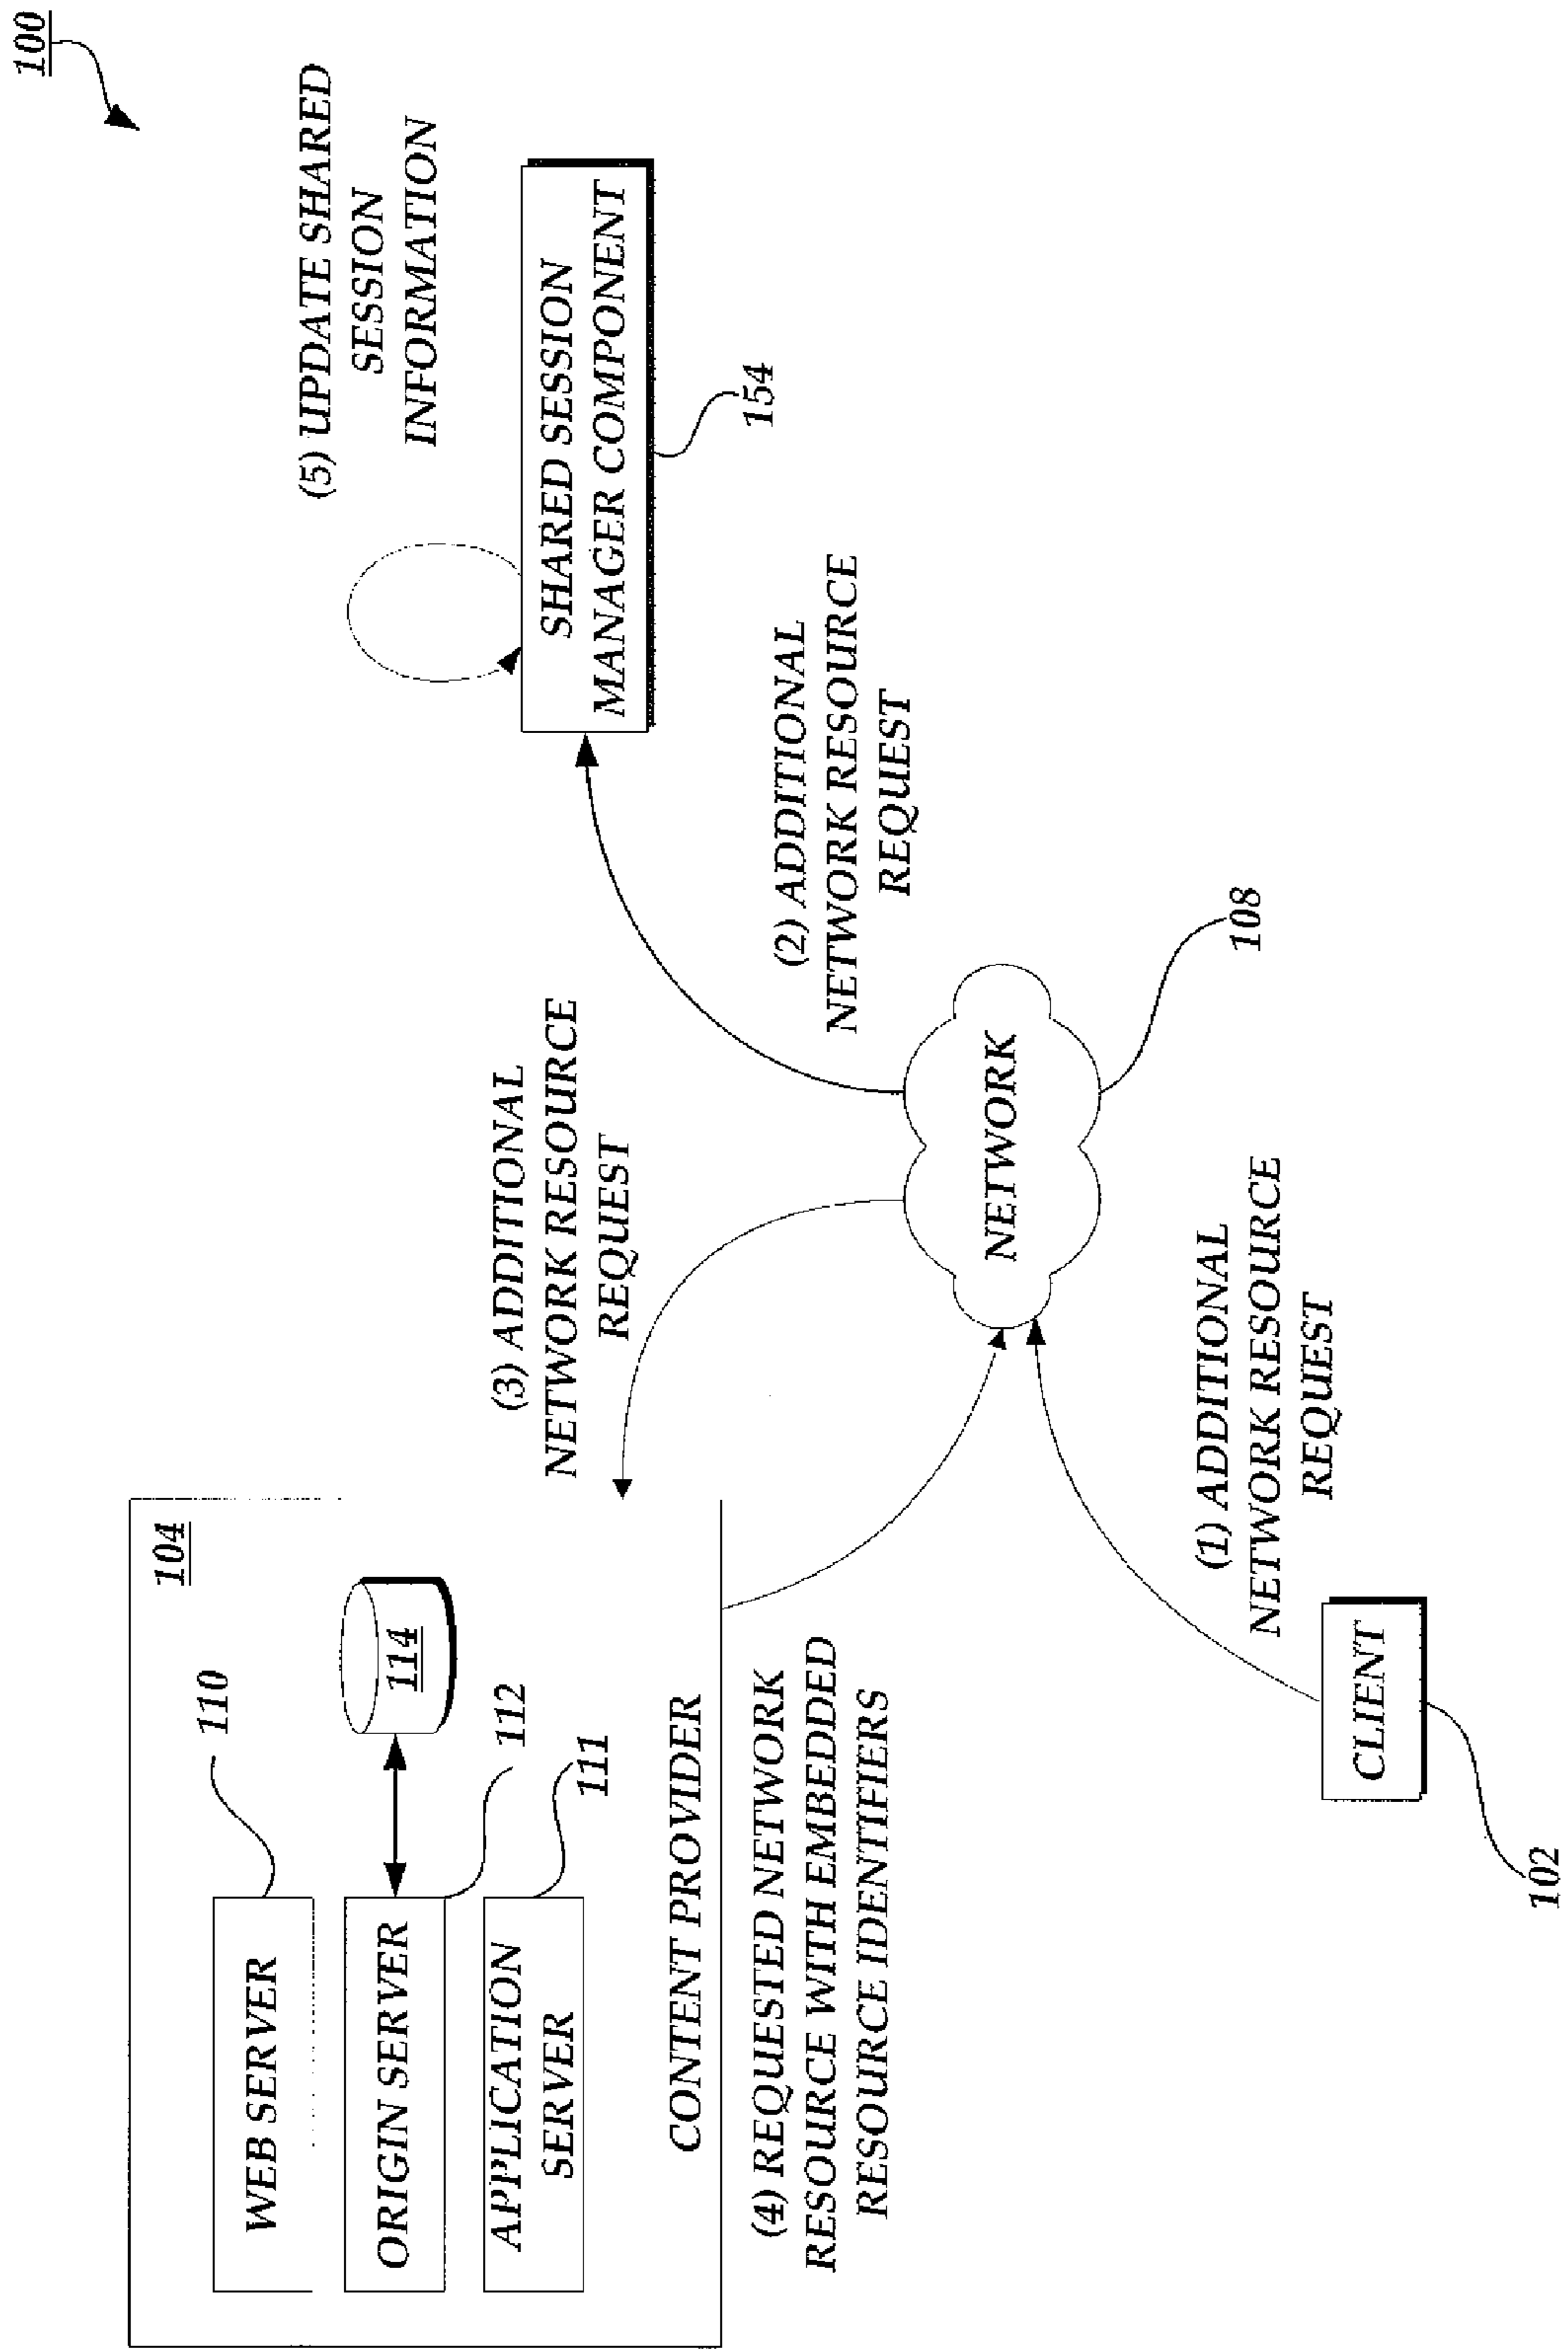 100
104
110
WEB SERVER
ORIGIN SERVER
114
112
APPLICATION
SERVER
111
CONTENT PROVIDER
(3) ADDITIONAL
NETWORK RESOURCE
REQUEST
(5) UPDATE SHARED
SESSION
INFORMATION
SHARED SESSION
MANAGER COMPONENT
154
(4) REQUESTED NETWORK
RESOURCE WITH EMBEDDED
RESOURCE IDENTIFIERS
(2) ADDITIONAL
NETWORK RESOURCE
REQUEST
NETWORK
108
(1) ADDITIONAL
NETWORK RESOURCE
REQUEST
CLIENT
102